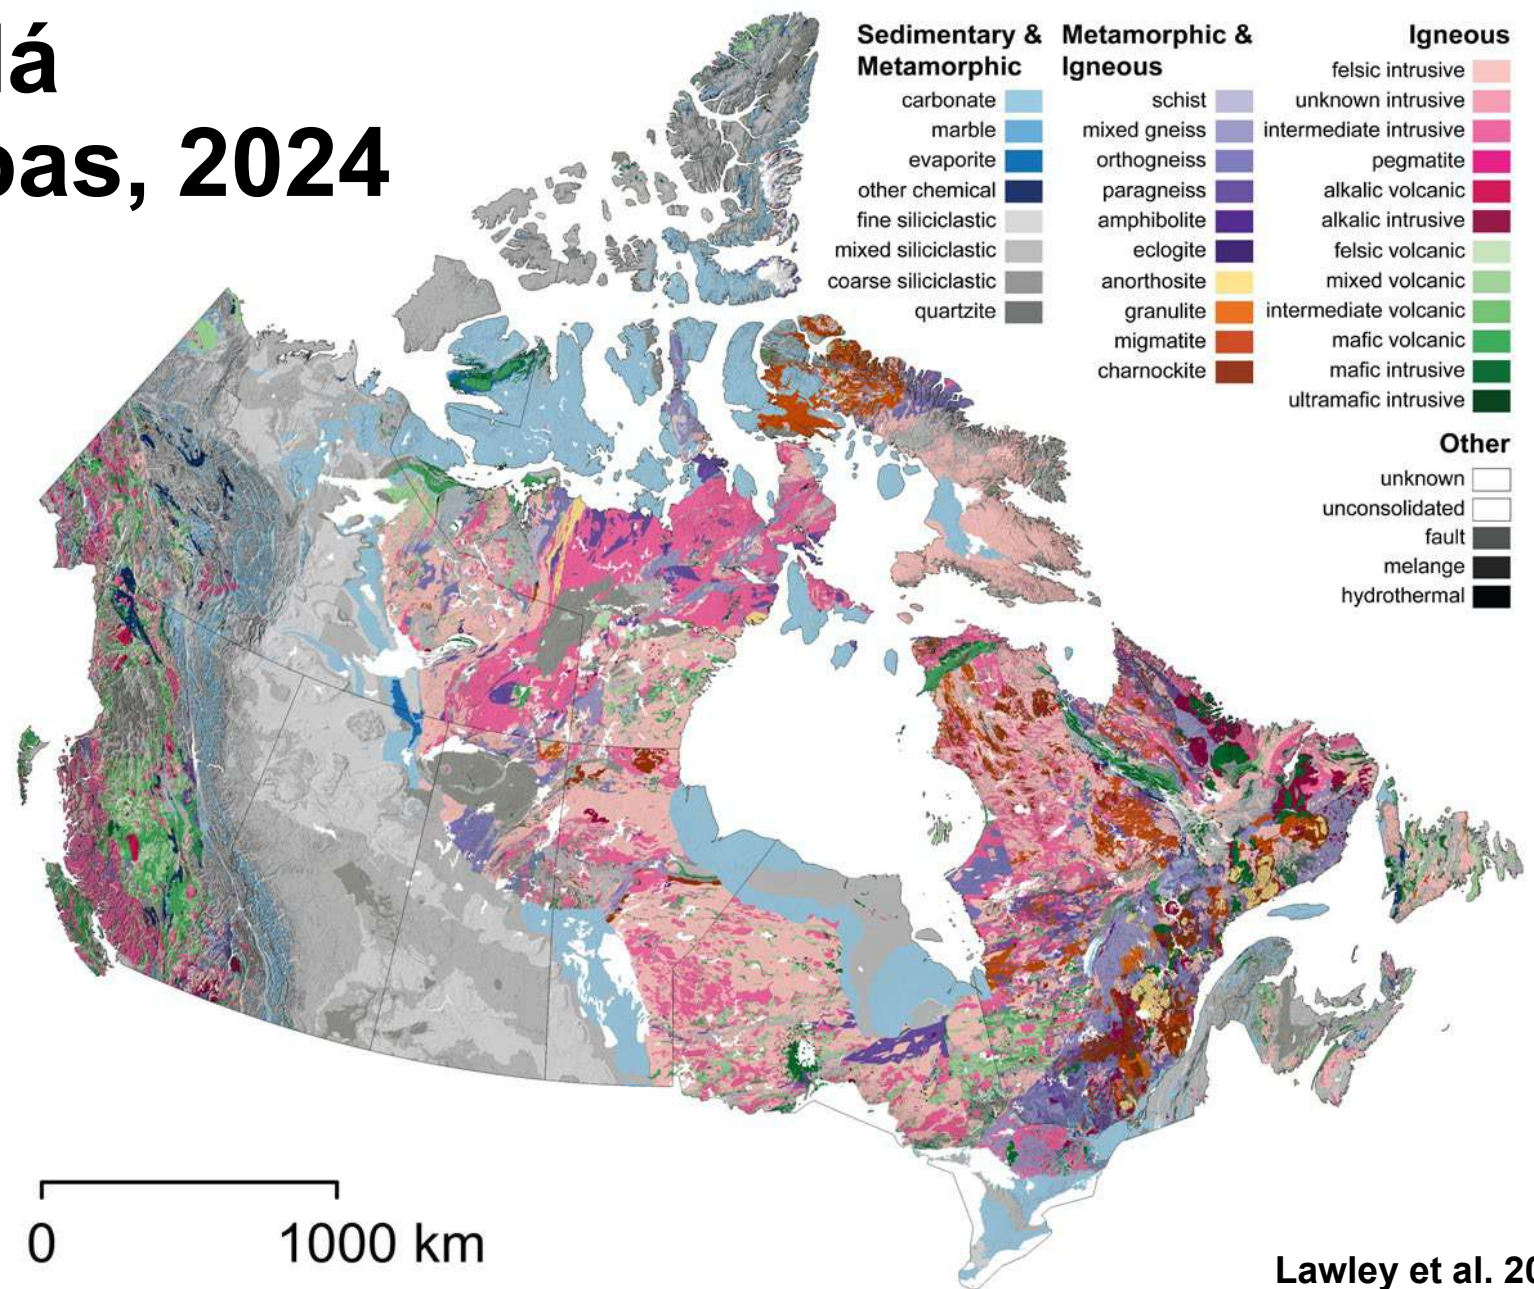 lá
bas, 2024
Sedimentary &
Metamorphic
carbonate
marble
evaporite
other chemical
fine siliciclastic
mixed siliciclastic
coarse siliciclastic
quartzite
Metamorphic &
Igneous
schist
mixed gneiss
orthogneiss
paragneiss
amphibolite
eclogite
anorthosite
granulite
migmatite
charnockite
Igneous
felsic intrusive
unknown intrusive
intermediate intrusive
pegmatite
alkalic volcanic
alkalic intrusive
felsic volcanic
mixed volcanic
intermediate volcanic
mafic volcanic
mafic intrusive
ultramafic intrusive
Other
unknown
unconsolidated
fault
melange
hydrothermal
0 1000 km
Lawley et al. 20